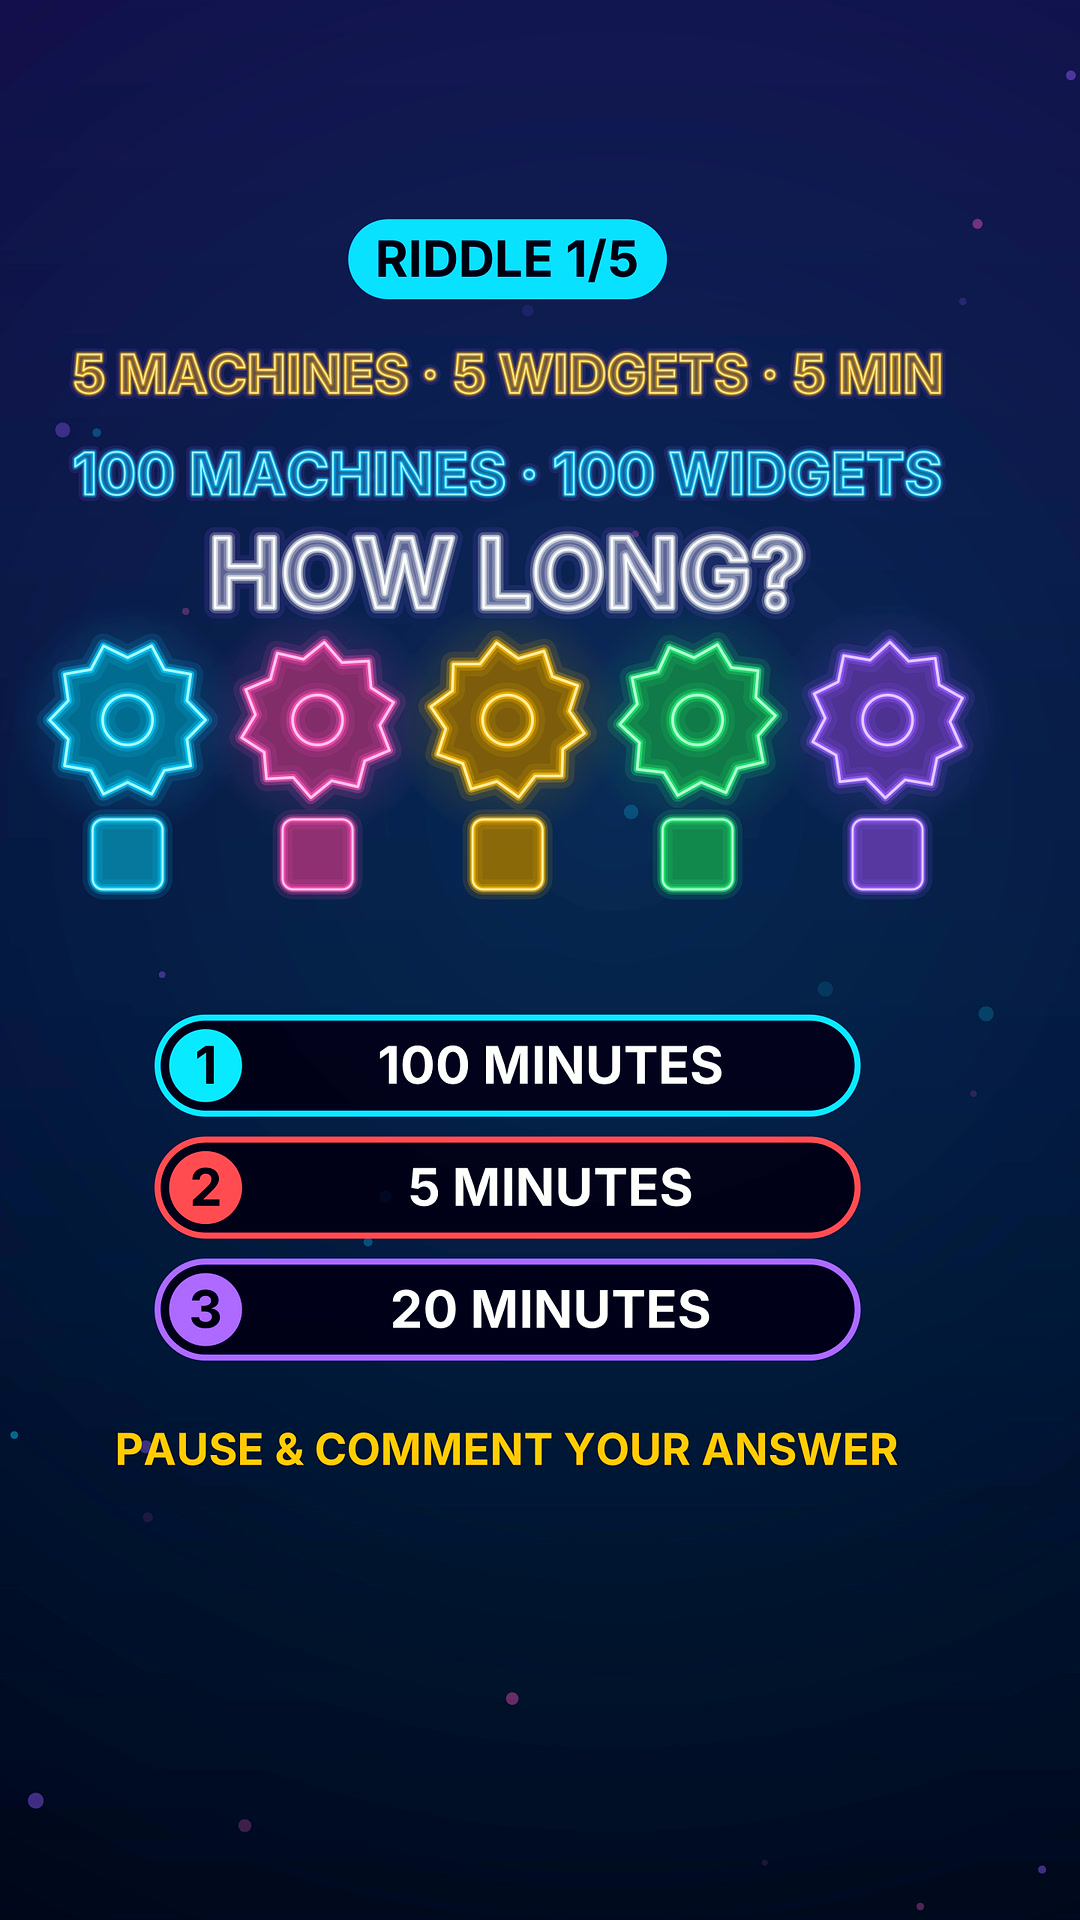 RIDDLE 1/5
5 MACHINES · 5 WIDGETS · 5 MIN
100 MACHINES · 100 WIDGETS
HOW LONG?
1 100 MINUTES
2 5 MINUTES
3 20 MINUTES
PAUSE & COMMENT YOUR ANSWER